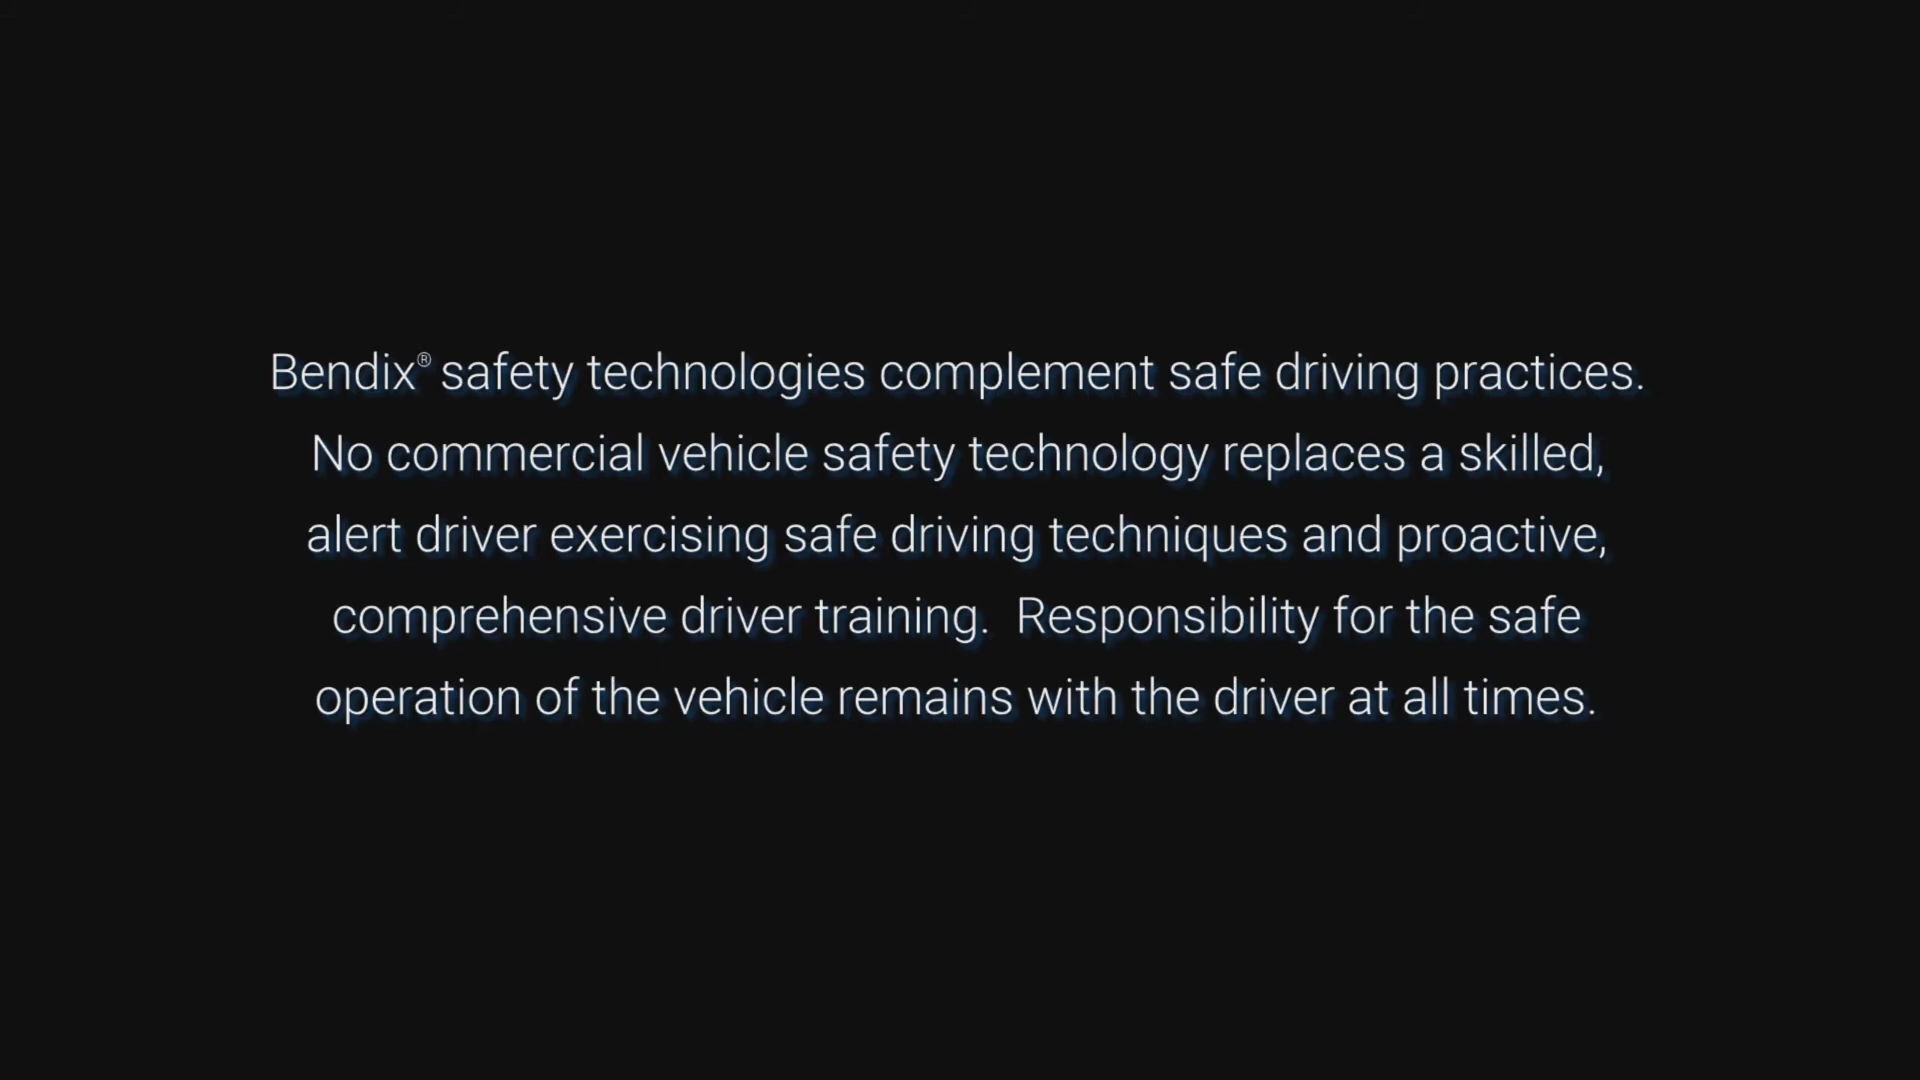 Bendix® safety technologies complement safe driving practices.
No commercial vehicle safety technology replaces a skilled,
alert driver exercising safe driving techniques and proactive,
comprehensive driver training.  Responsibility for the safe
operation of the vehicle remains with the driver at all times.